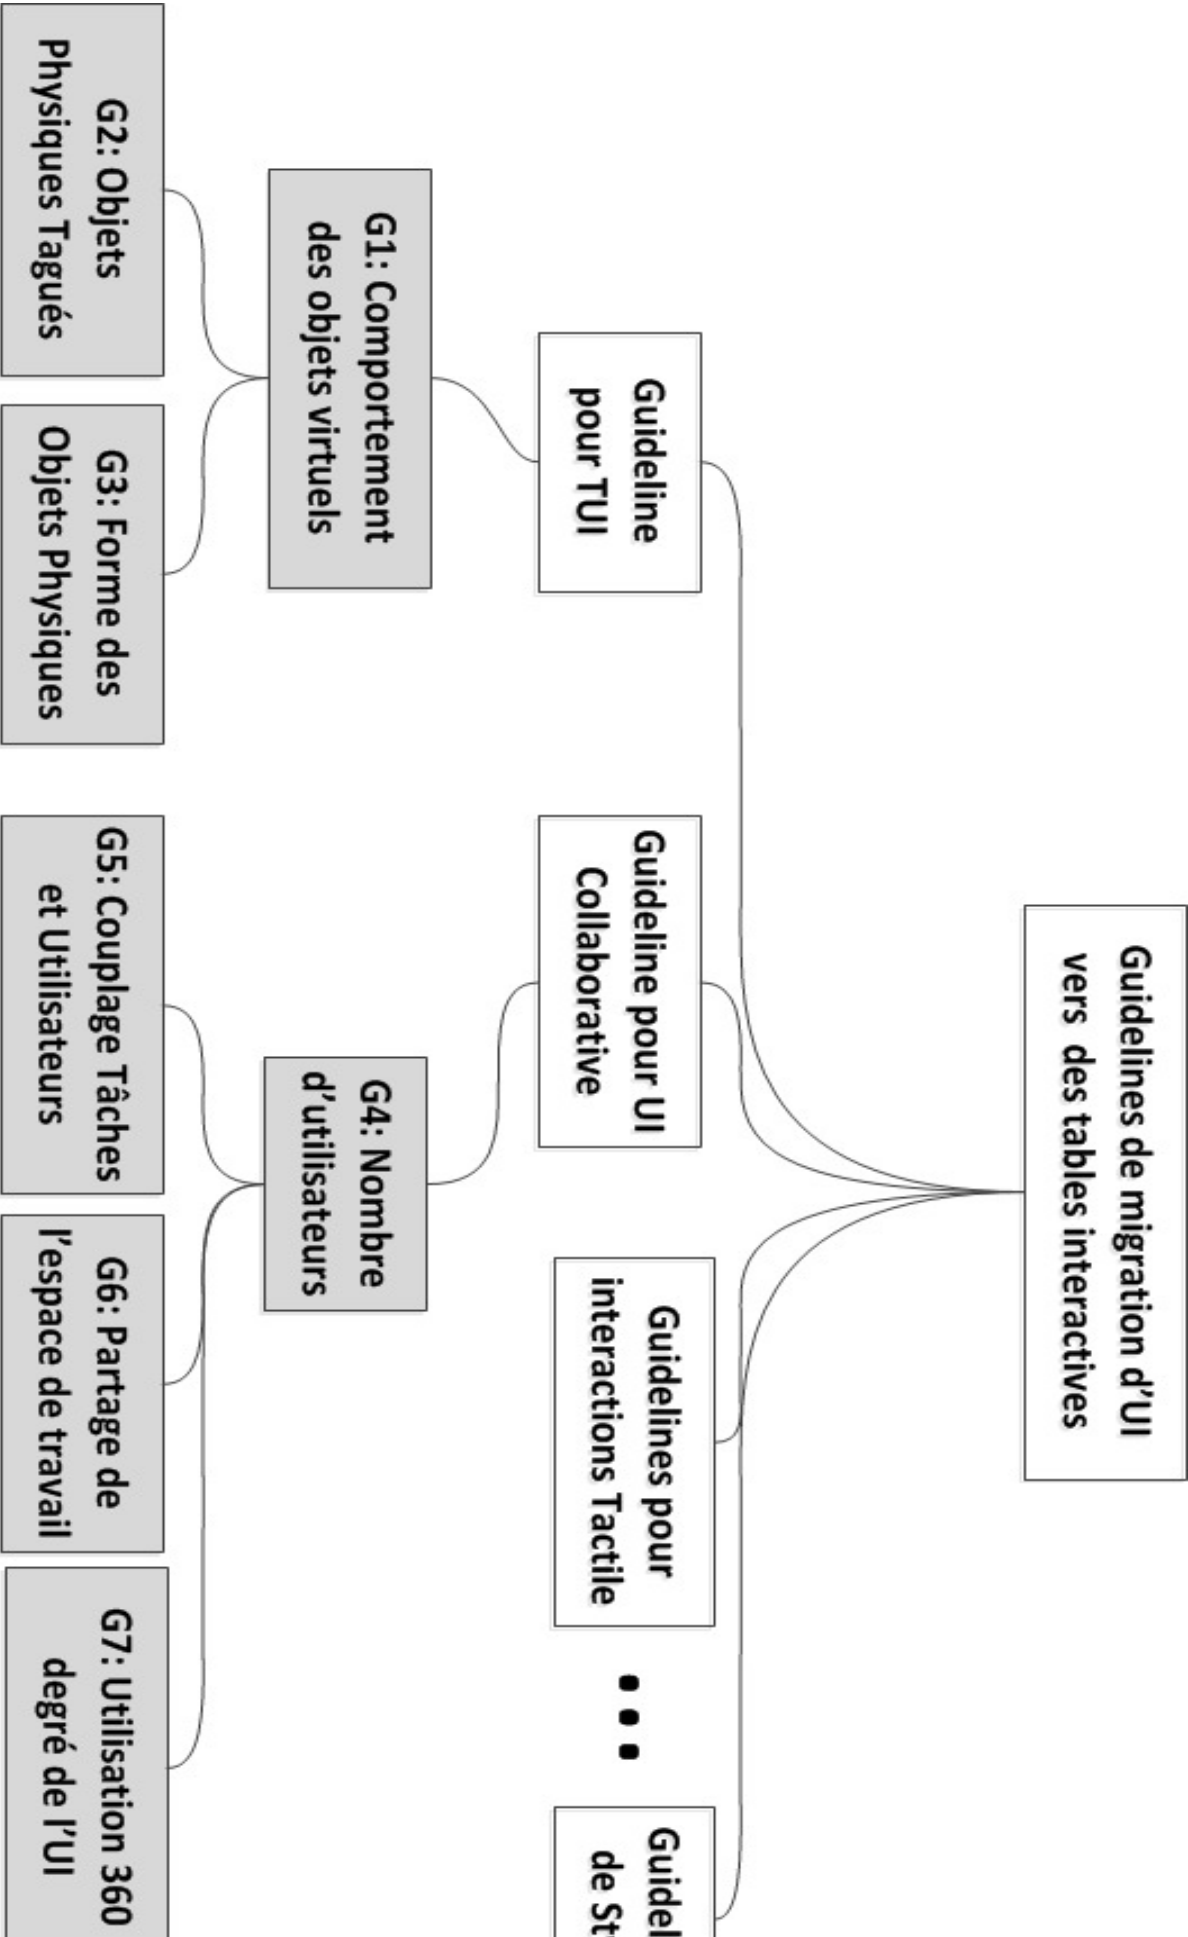 Guidelines de migration d'UI
vers des tables interactives
Guideline
pour TUI
Guideline pour UI
Collaborative
Guidelines pour
interactions Tactile
...
de
G1: Comportement
des objets virtuels
G4: Nombre
d'utilisateurs
G2: Objets
Physiques Tagués
G3: Forme des
Objets Physiques
G5: Couplage Tâches
et Utilisateurs
G6: Partage de
l'espace de travail
G7: Utilisation 360
degré de l'UI